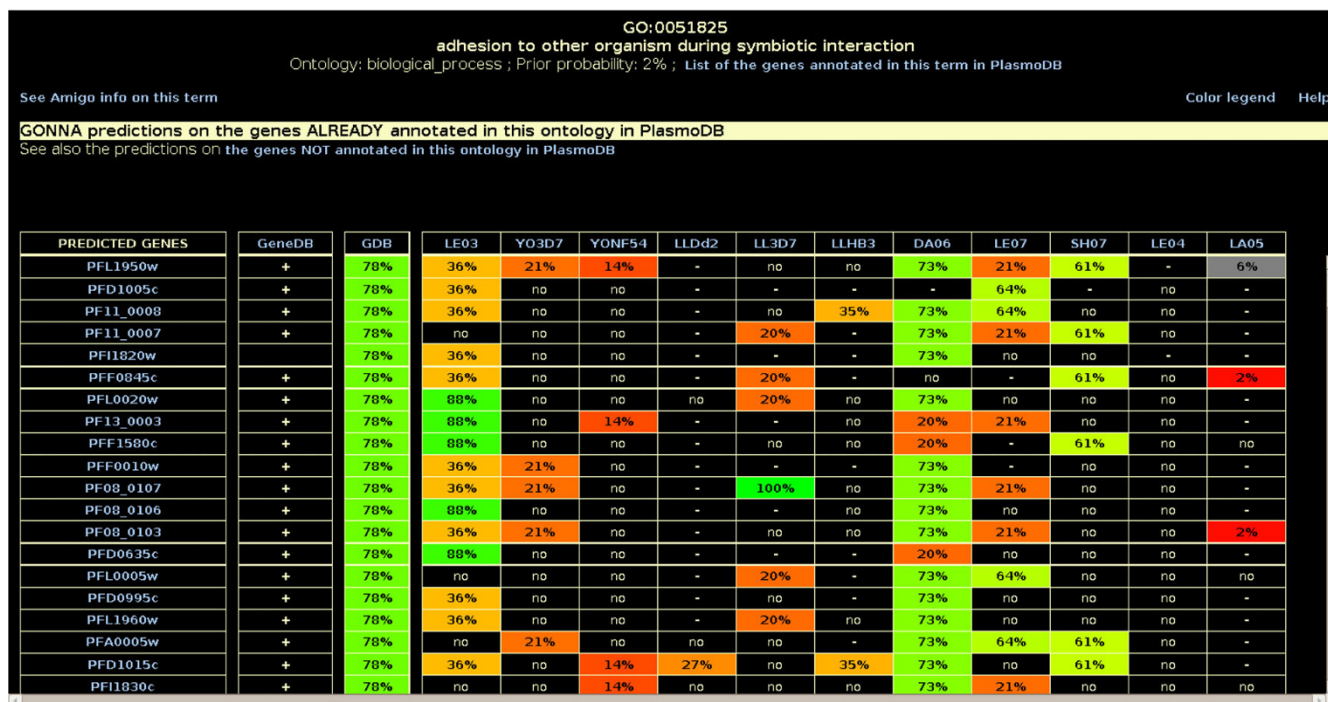 GO:0051825
adhesion to other organism during symbiotic interaction
Ontology: biological_process ; Prior probability: 2% ; List of the genes annotated in this term in PlasmoDB
See Amigo info on this term Color legend Help
GONNA predictions on the genes ALREADY annotated in this ontology in PlasmoDB
See also the predictions on the genes NOT annotated in this ontology in PlasmoDB
PREDICTED GENES GeneDB GDB LE03 YO3D7 YONF54 LLDd2 LL3D7 LLHB3 DA06 LE07 SH07 LE04 LA05
PFL1950w + 78% 36% 21% 14% - no no 73% 21% 61% - 6%
PFD1005c + 78% 36% no no - - - - 64% - no -
PF11_0008 + 78% 36% no no - no 35% 73% 64% no no -
PF11_0007 + 78% no no no - 20% - 73% 21% 61% no -
PFI1820w 78% 36% no no - - - 73% no no - -
PFF0845c + 78% 36% no no - 20% - no - 61% no 2%
PFL0020w + 78% 88% no no no 20% no 73% no no no -
PF13_0003 + 78% 88% no 14% - - no 20% 21% no no -
PFF1580c + 78% 88% no no - no no 20% - 61% no no
PFF0010w + 78% 36% 21% no - - - 73% - no no -
PF08_0107 + 78% 36% 21% no - 100% no 73% 21% no no -
PF08_0106 + 78% 88% no no - - no 73% no no no -
PF08_0103 + 78% 36% 21% no - no no 73% 21% no no 2%
PFD0635c + 78% 88% no no - - - 20% no no no -
PFL0005w + 78% no no no - 20% - 73% 64% no no no
PFD0995c + 78% 36% no no - no - 73% no no no -
PFL1960w + 78% 36% no no - 20% no 73% no no no -
PFA0005w + 78% no 21% no no no - 73% 64% 61% no -
PFD1015c + 78% 36% no 14% 27% no 35% 73% no 61% no -
PFI1830c + 78% no no 14% no no no 73% 21% no no no